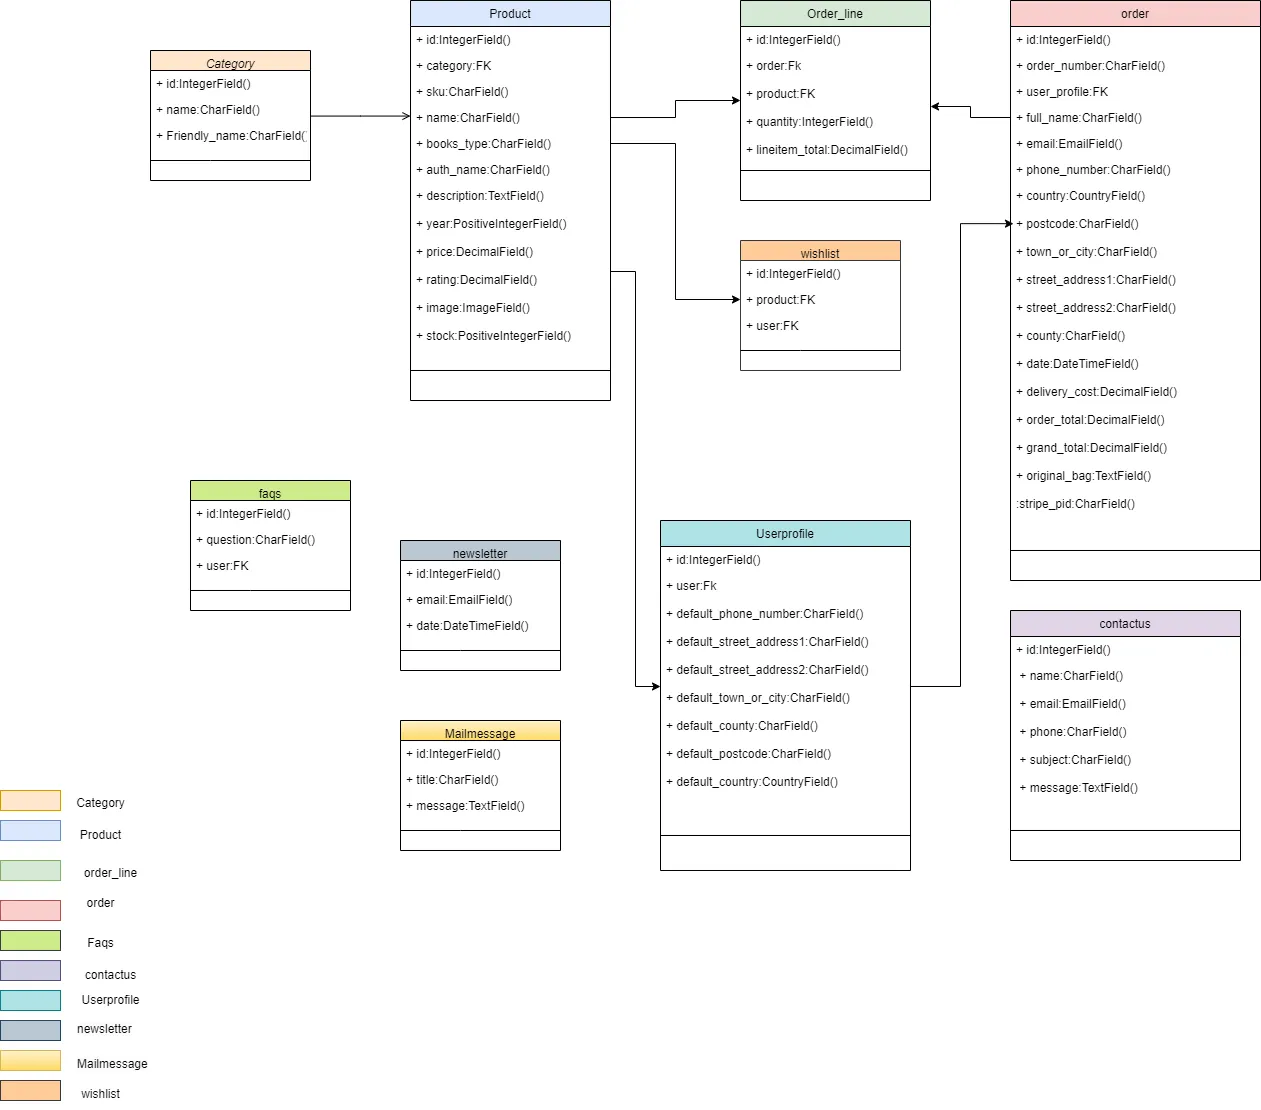 Category
+ id:IntegerField()
+ name:CharField()
+ Friendly_name:CharField(
Product
+ id:IntegerField()
+ category:FK
+ sku:CharField()
+ name:CharField()
+ books_type:CharField()
+ auth_name:CharField()
+ description:TextField()
+ year:PositiveIntegerField()
+ price:DecimalField()
+ rating:DecimalField()
+ image:ImageField()
+ stock:PositiveIntegerField()
Order_line
+ id:IntegerField()
+ order:Fk
+ product:FK
+ quantity:IntegerField()
+ lineitem_total:DecimalField()
order
+ id:IntegerField()
+ order_number:CharField()
+ user_profile:FK
+ full_name:CharField()
+ email:EmailField()
+ phone_number:CharField()
+ country:CountryField()
+ postcode:CharField()
+ town_or_city:CharField()
+ street_address1:CharField()
+ street_address2:CharField()
+ county:CharField()
+ date:DateTimeField()
+ delivery_cost:DecimalField()
+ order_total:DecimalField()
+ grand_total:DecimalField()
+ original_bag:TextField()
:stripe_pid:CharField()
wishlist
+ id:IntegerField()
+ product:FK
+ user:FK
faqs
+ id:IntegerField()
+ question:CharField()
+ user:FK
newsletter
+ id:IntegerField()
+ email:EmailField()
+ date:DateTimeField()
Userprofile
+ id:IntegerField()
+ user:Fk
+ default_phone_number:CharField()
+ default_street_address1:CharField()
+ default_street_address2:CharField()
+ default_town_or_city:CharField()
+ default_county:CharField()
+ default_postcode:CharField()
+ default_country:CountryField()
contactus
+ id:IntegerField()
+ name:CharField()
+ email:EmailField()
+ phone:CharField()
+ subject:CharField()
+ message:TextField()
Mailmessage
+ id:IntegerField()
+ title:CharField()
+ message:TextField()
Category
Product
order_line
order
Faqs
contactus
Userprofile
newsletter
Mailmessage
wishlist